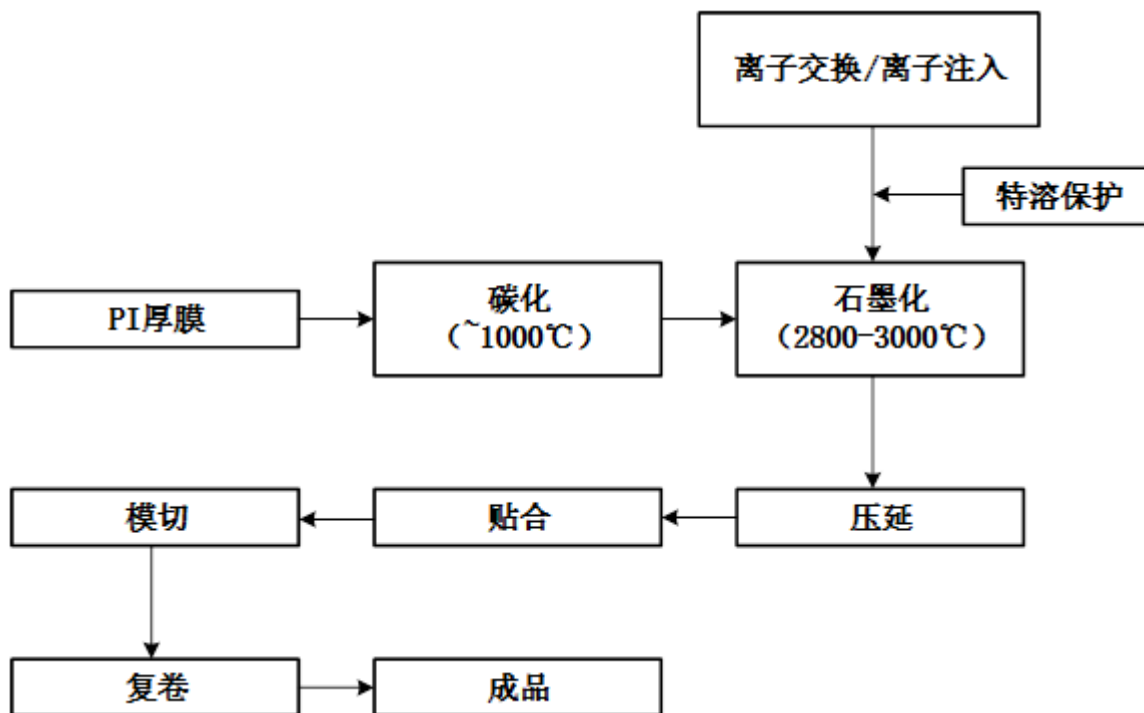 离子交换/离子注入
特溶保护
PI厚膜
碳化
（~1000℃）
石墨化
（2800-3000℃）
模切
贴合
压延
复卷
成品